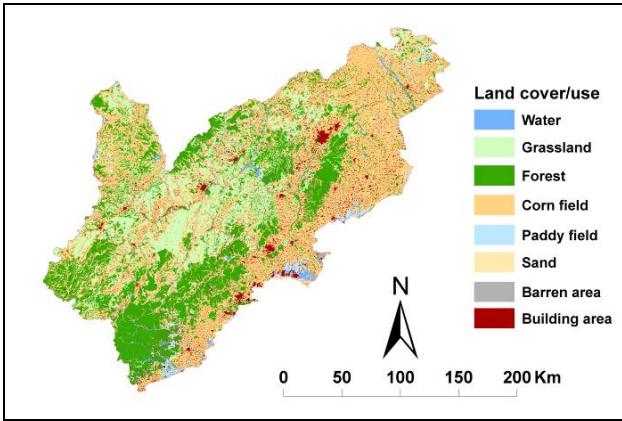 Land cover/use
Water
Grassland
Forest
Corn field
Paddy field
Sand
Barren area
Building area
N
0 50 100 150 200 Km